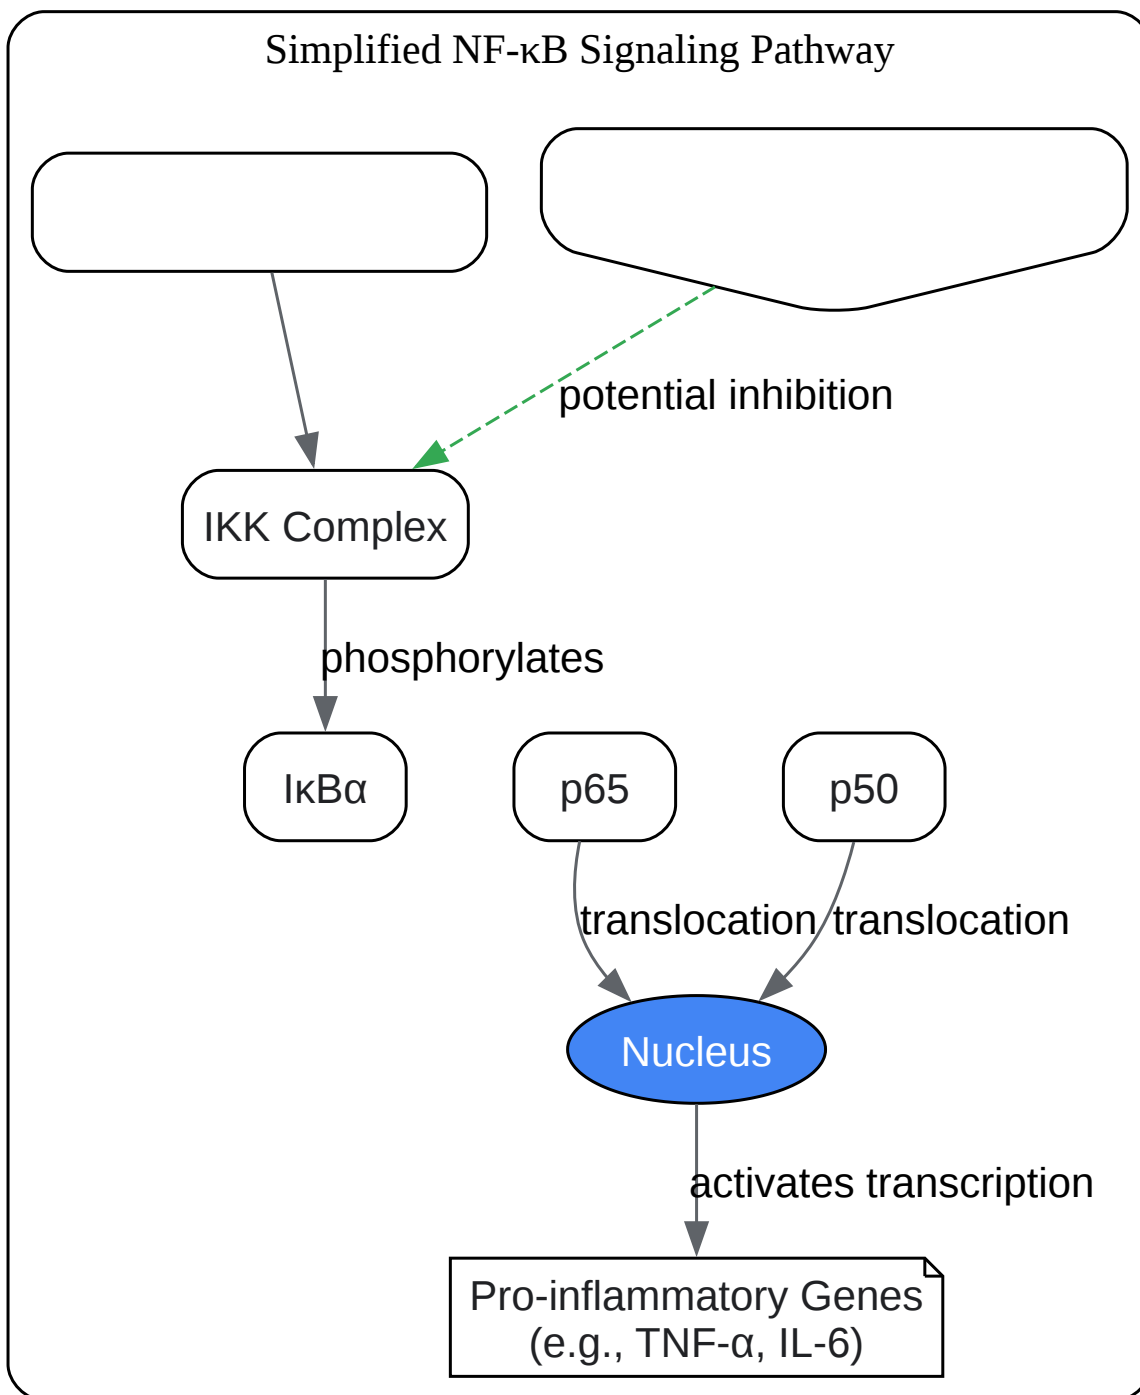 Simplified NF-κB Signaling Pathway
potential inhibition
IKK Complex
phosphorylates
IκBα
p65
p50
translocation
translocation
Nucleus
activates transcription
Pro-inflammatory Genes
(e.g., TNF-α, IL-6)